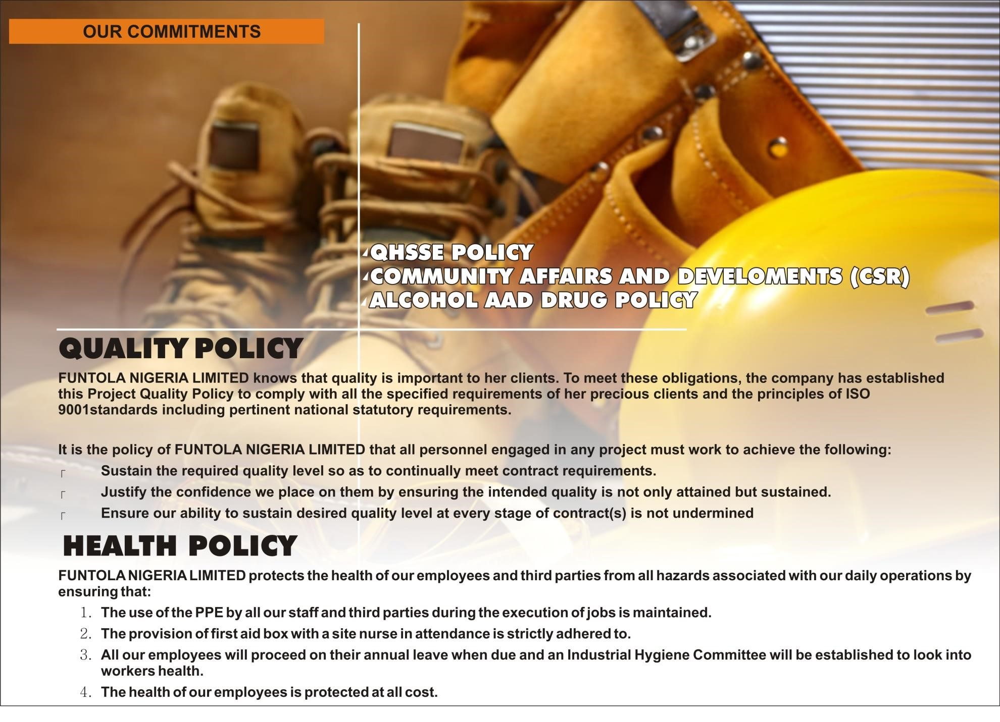 OUR COMMITMENTS
QHSSE POLICY
COMMUNITY AFFAIRS AND DEVELOMENTS (CSR)
ALCOHOL AAD DRUG POLICY
QUALITY POLICY
FUNTOLA NIGERIA LIMITED knows that quality is important to her clients. To meet these obligations, the company has established
this Project Quality Policy to comply with all the specified requirements of her precious clients and the principles of ISO
9001standards including pertinent national statutory requirements.
It is the policy of FUNTOLA NIGERIA LIMITED that all personnel engaged in any project must work to achieve the following:
Sustain the required quality level so as to continually meet contract requirements.
Justify the confidence we place on them by ensuring the intended quality is not only attained but sustained.
Ensure our ability to sustain desired quality level at every stage of contract(s) is not undermined
HEALTH POLICY
FUNTOLA NIGERIA LIMITED protects the health of our employees and third parties from all hazards associated with our daily operations by
ensuring that:
1. The use of the PPE by all our staff and third parties during the execution of jobs is maintained.
2. The provision of first aid box with a site nurse in attendance is strictly adhered to.
3. All our employees will proceed on their annual leave when due and an Industrial Hygiene Committee will be established to look into
workers health.
4. The health of our employees is protected at all cost.